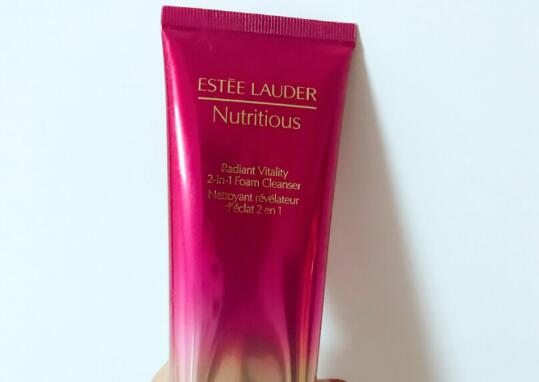 ESTĒE LAUDER
Nutritious
Radiant Vitality
2-in-1 Foam Cleanser
Nettoyant révélateur
d'éclat 2 en 1